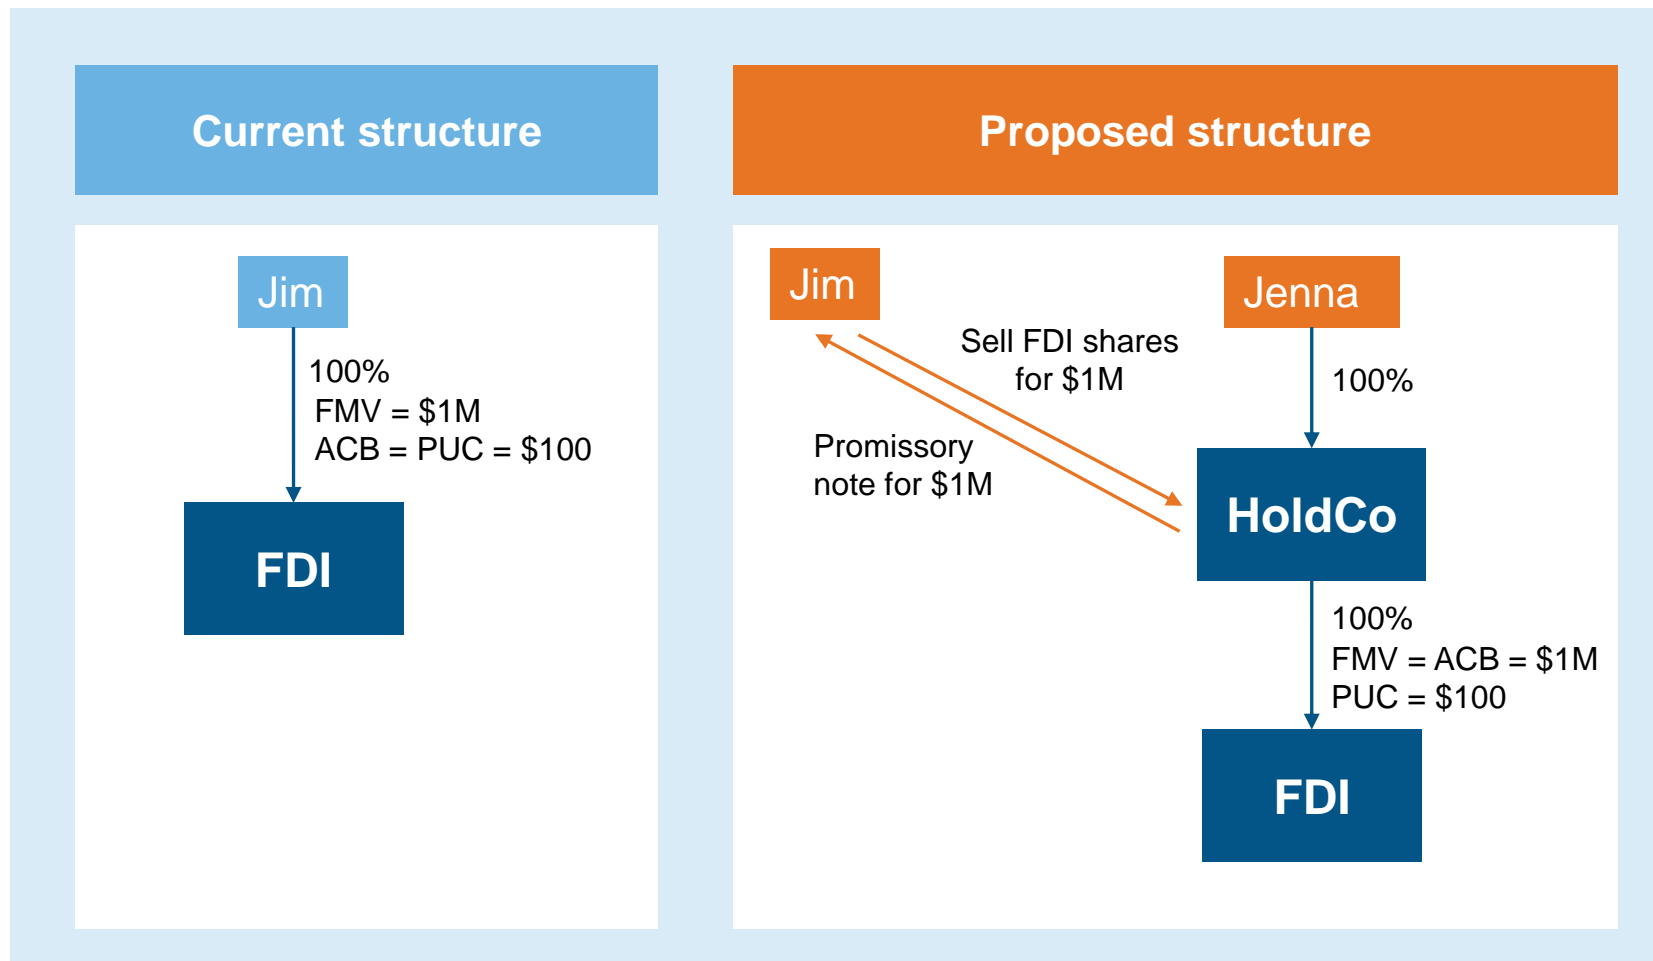 Current structure
Proposed structure
Jim
100%
FMV = $1M
ACB = PUC = $100
FDI
Jim
Jenna
Sell FDI shares
for $1M
100%
Promissory
note for $1M
HoldCo
100%
FMV = ACB = $1M
PUC = $100
FDI